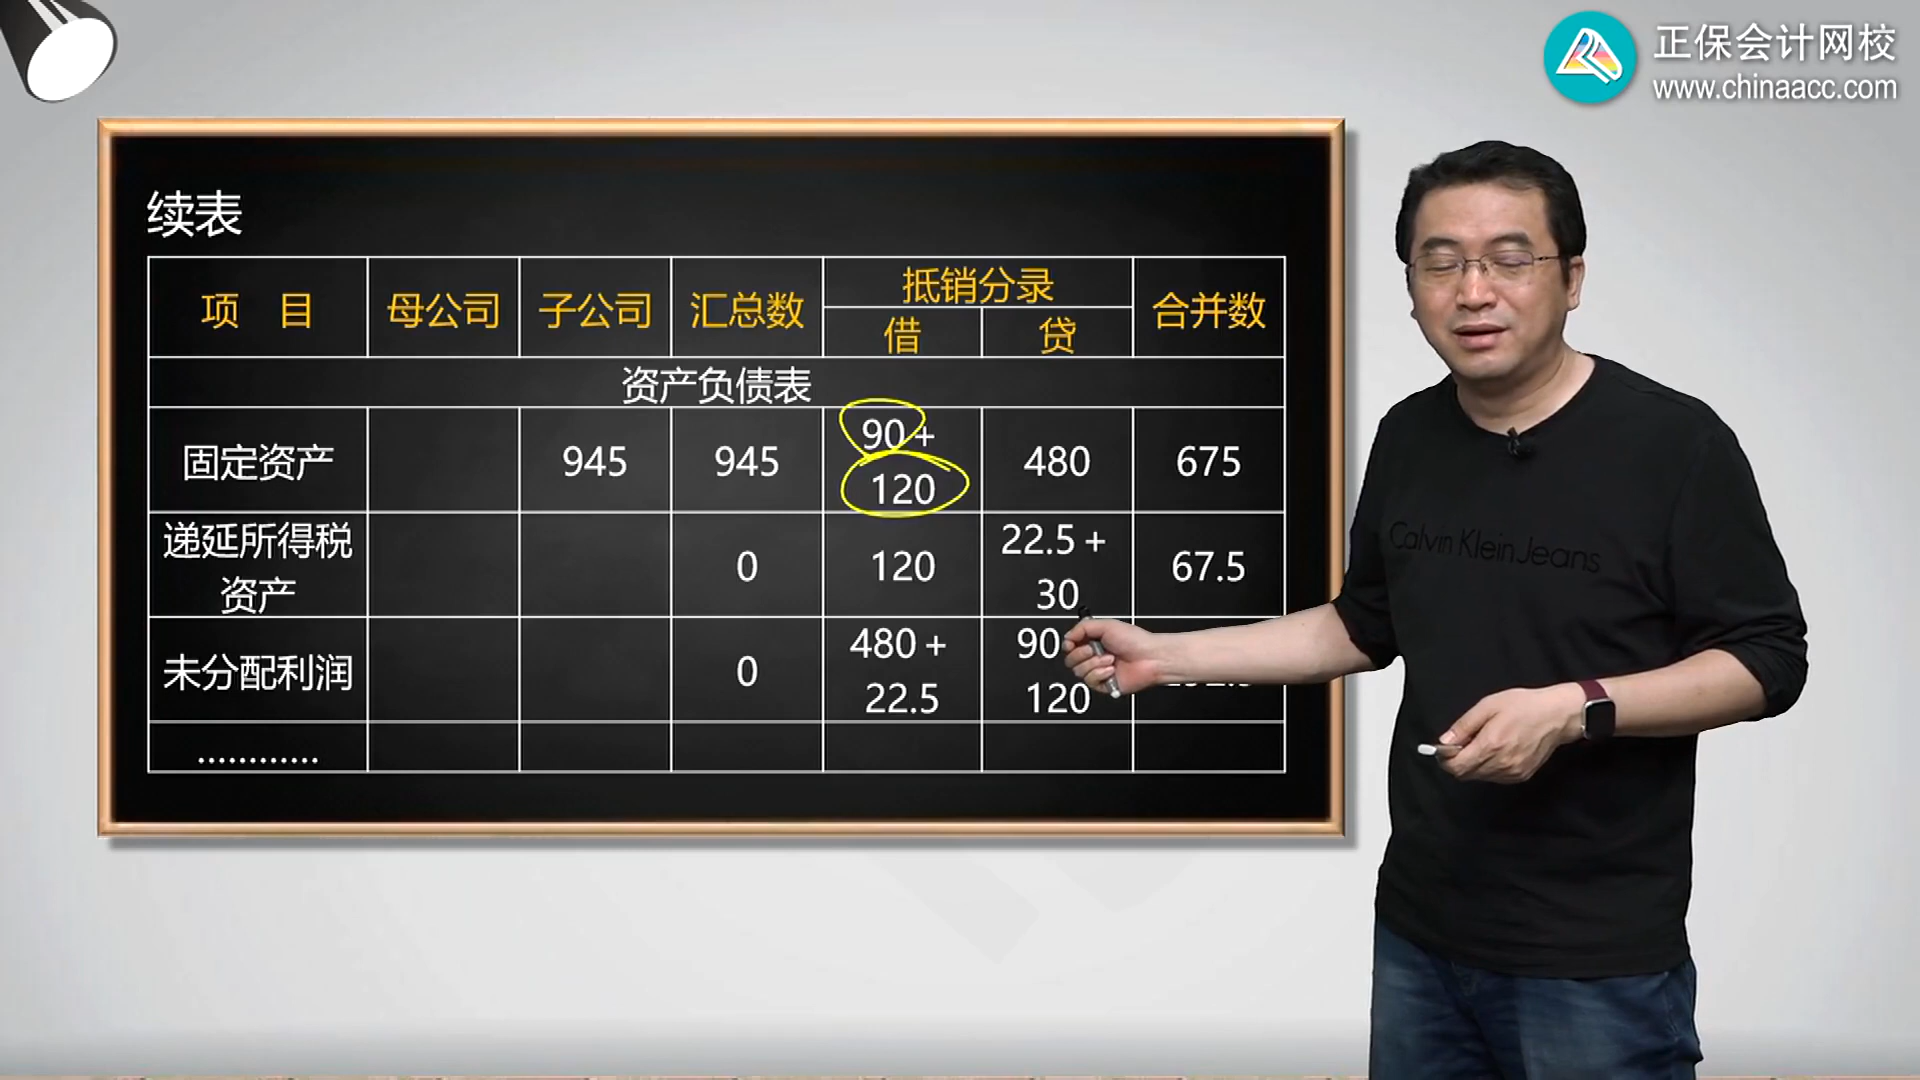 正保会计网校
www.chinaacc.com
续表
项 目 母公司 子公司 汇总数 抵销分录 合并数
借 贷
资产负债表
固定资产 945 945 90+ 480 675
120
递延所得税 0 120 22.5+ 67.5
资产 30
未分配利润 0 480+ 90
22.5 120
............
Calvin Klein Jeans